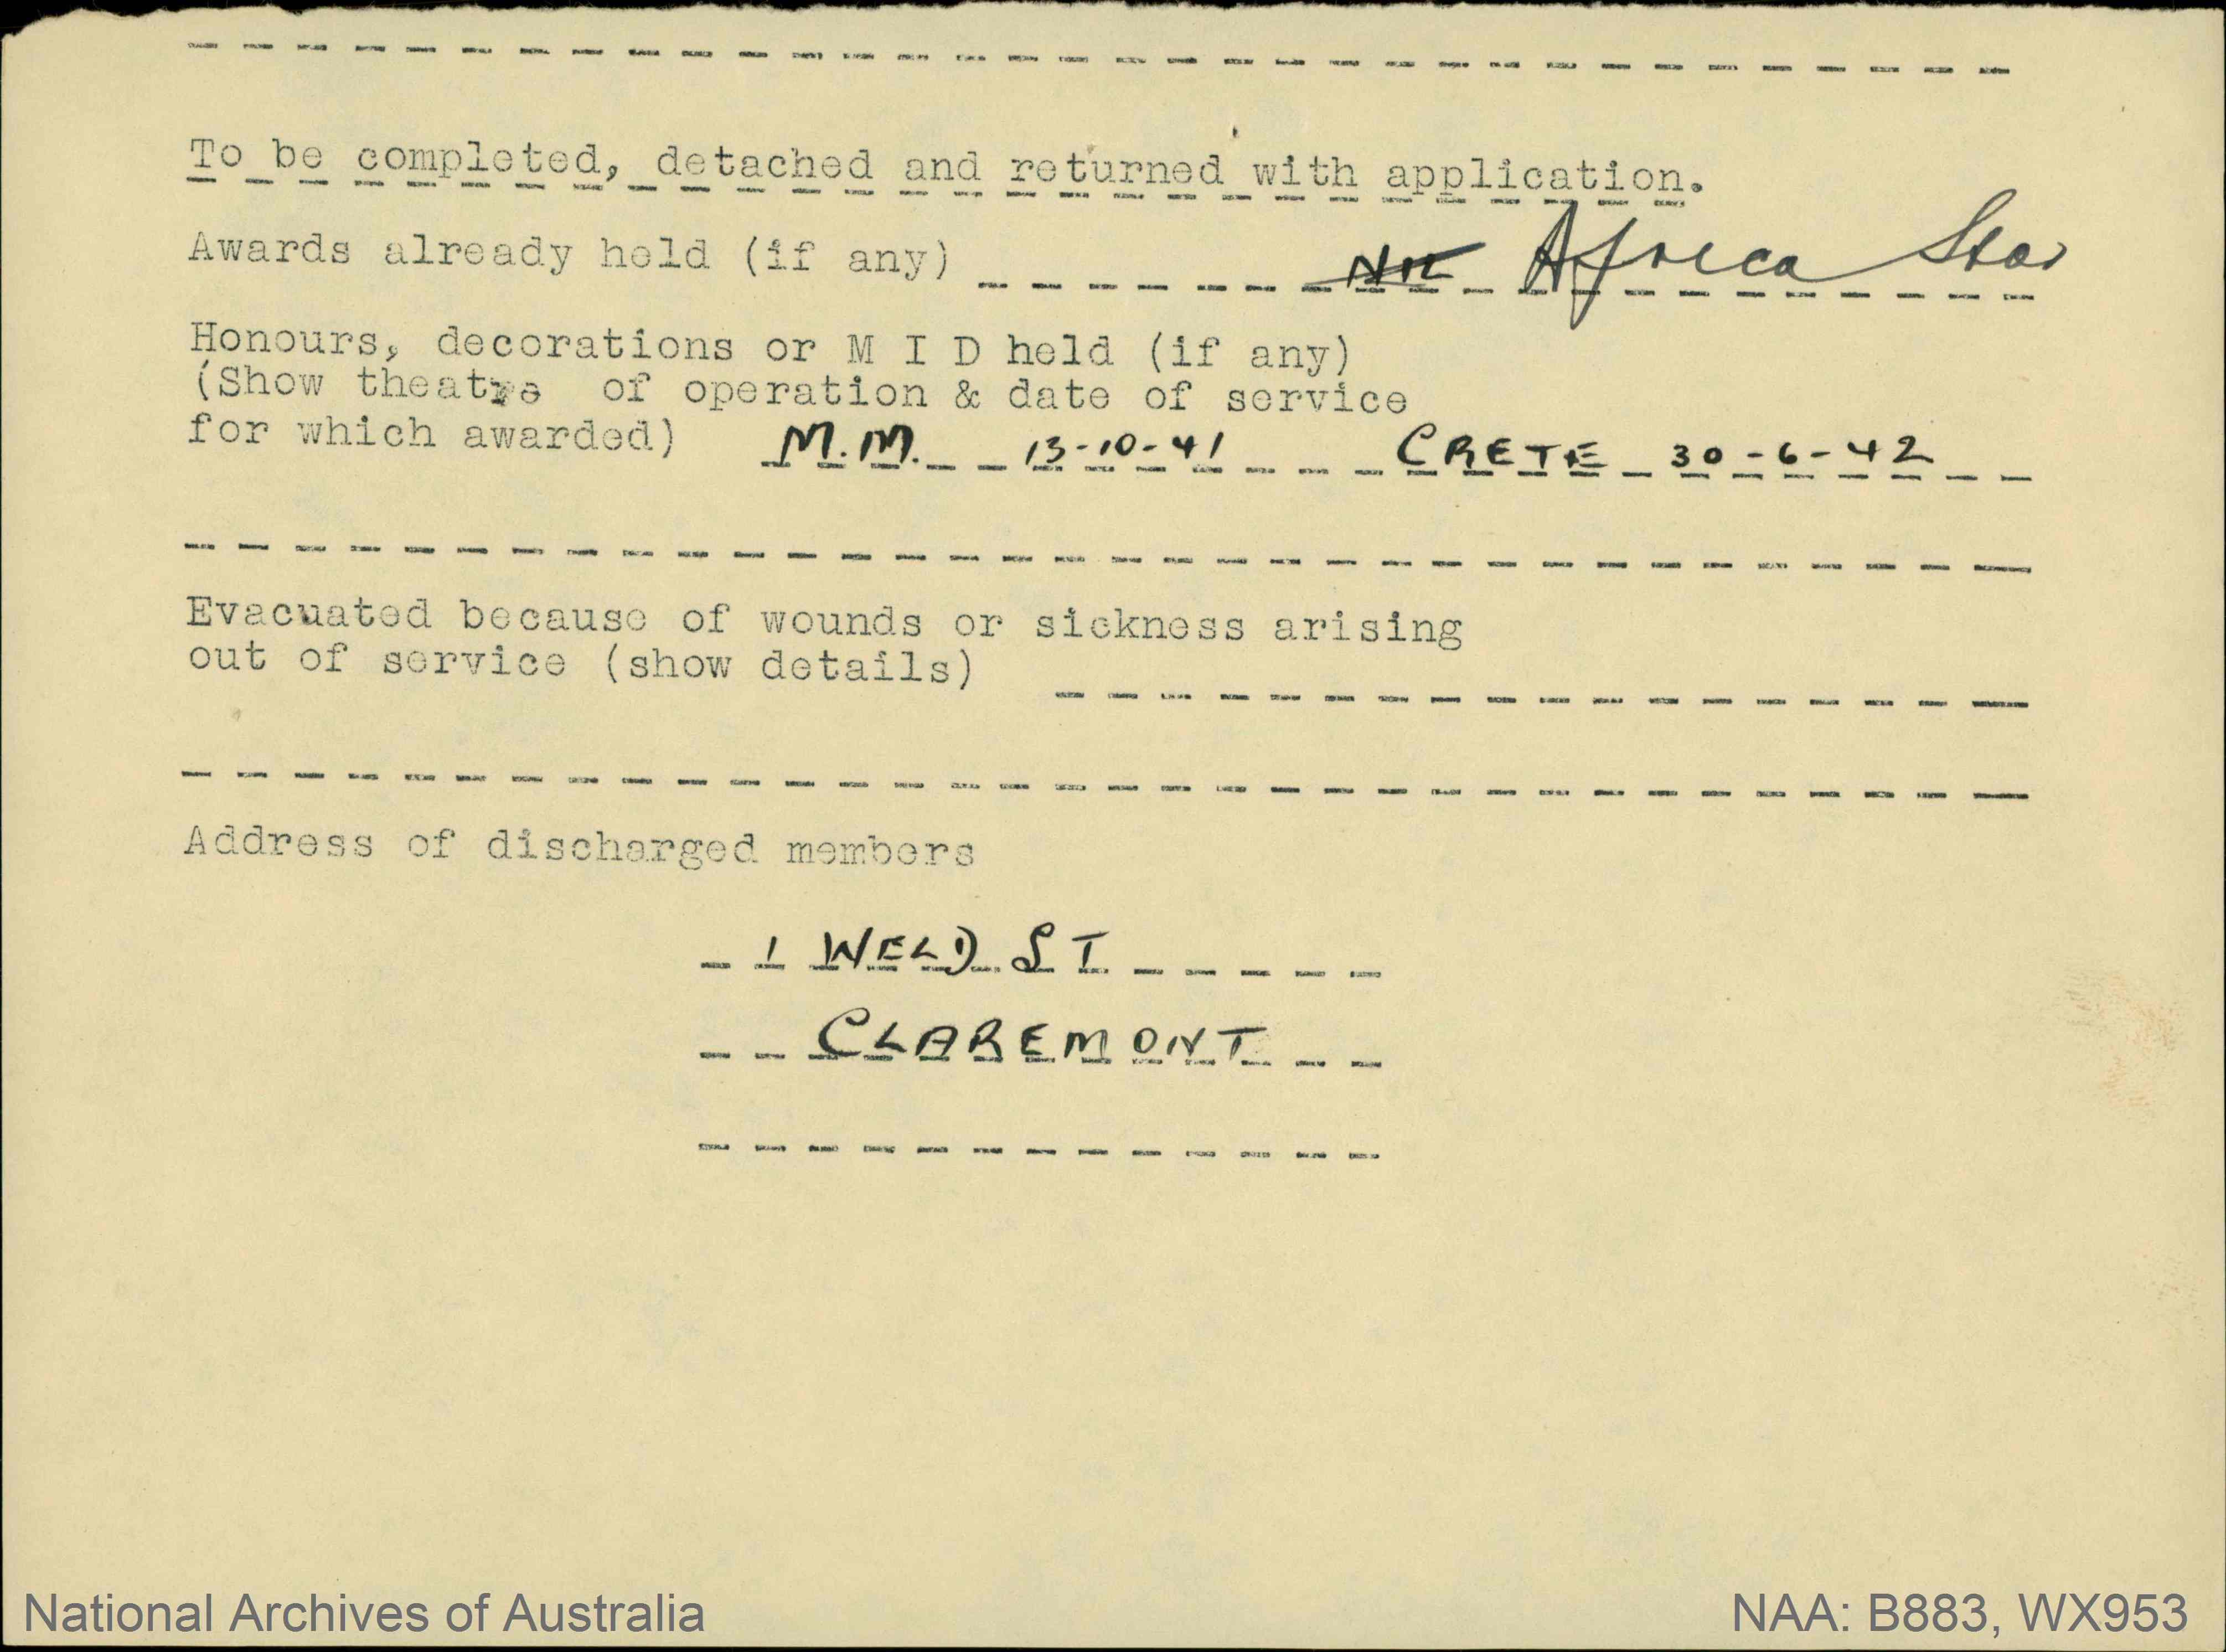 To be completed, detached and returned with application.
Awards already held (if any) Nil Africa Star
Honours, decorations or M I D held (if any)
(Show theatre of operation & date of service
for which awarded) M.M. 13-10-41 CRETE 30-6-42
Evacuated because of wounds or sickness arising
out of service (show details)
Address of discharged members
1 WELD ST
CLAREMONT
National Archives of Australia NAA: B883, WX953